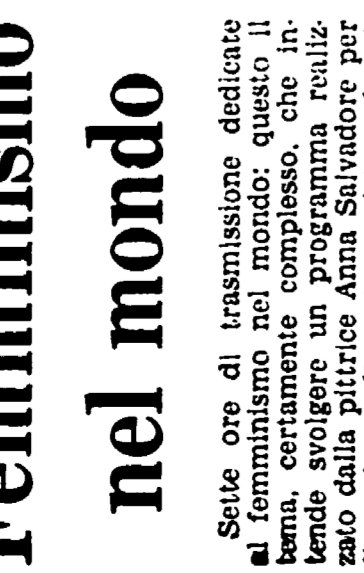 Femminismo
nel mondo
Sette ore di trasmissione dedicate
al femminismo nel mondo: questo il
tema, certamente complesso, che in-
tende svolgere un programma realiz-
zato dalla pittrice Anna Salvadore per